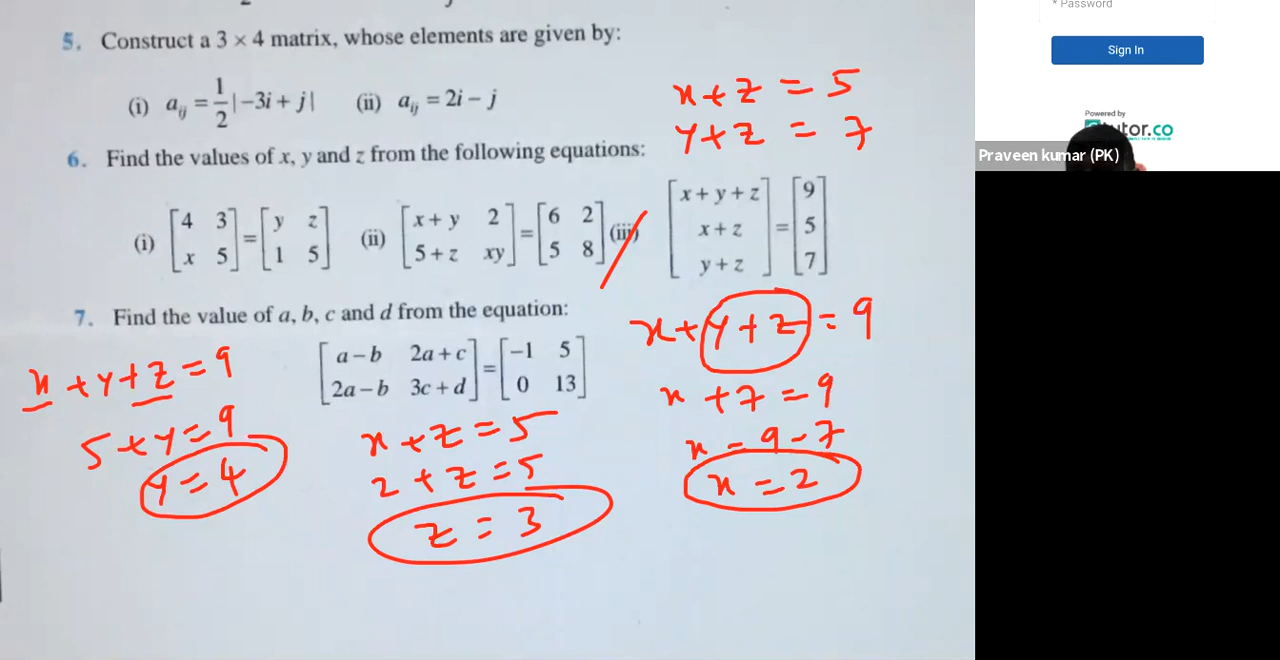 5. Construct a 3 × 4 matrix, whose elements are given by:
(i) aij = 1/2 |−3i + j|   (ii) aij = 2i − j
6. Find the values of x, y and z from the following equations:
(i) [4 3; x 5] = [y z; 1 5]   (ii) [x + y 2; 5 + z xy] = [6 2; 5 8]   (iii) [x + y + z; x + z; y + z] = [9; 5; 7]
7. Find the value of a, b, c and d from the equation:
[a − b 2a + c; 2a − b 3c + d] = [−1 5; 0 13]
x + z = 5
y + z = 7
x + y + z = 9
x + 7 = 9
x = 9 − 7
x = 2
x + z = 5
2 + z = 5
z = 3
x + y + z = 9
5 + y = 9
y = 4
* Password
Sign In
Powered by
tutor.co
Praveen kumar (PK)